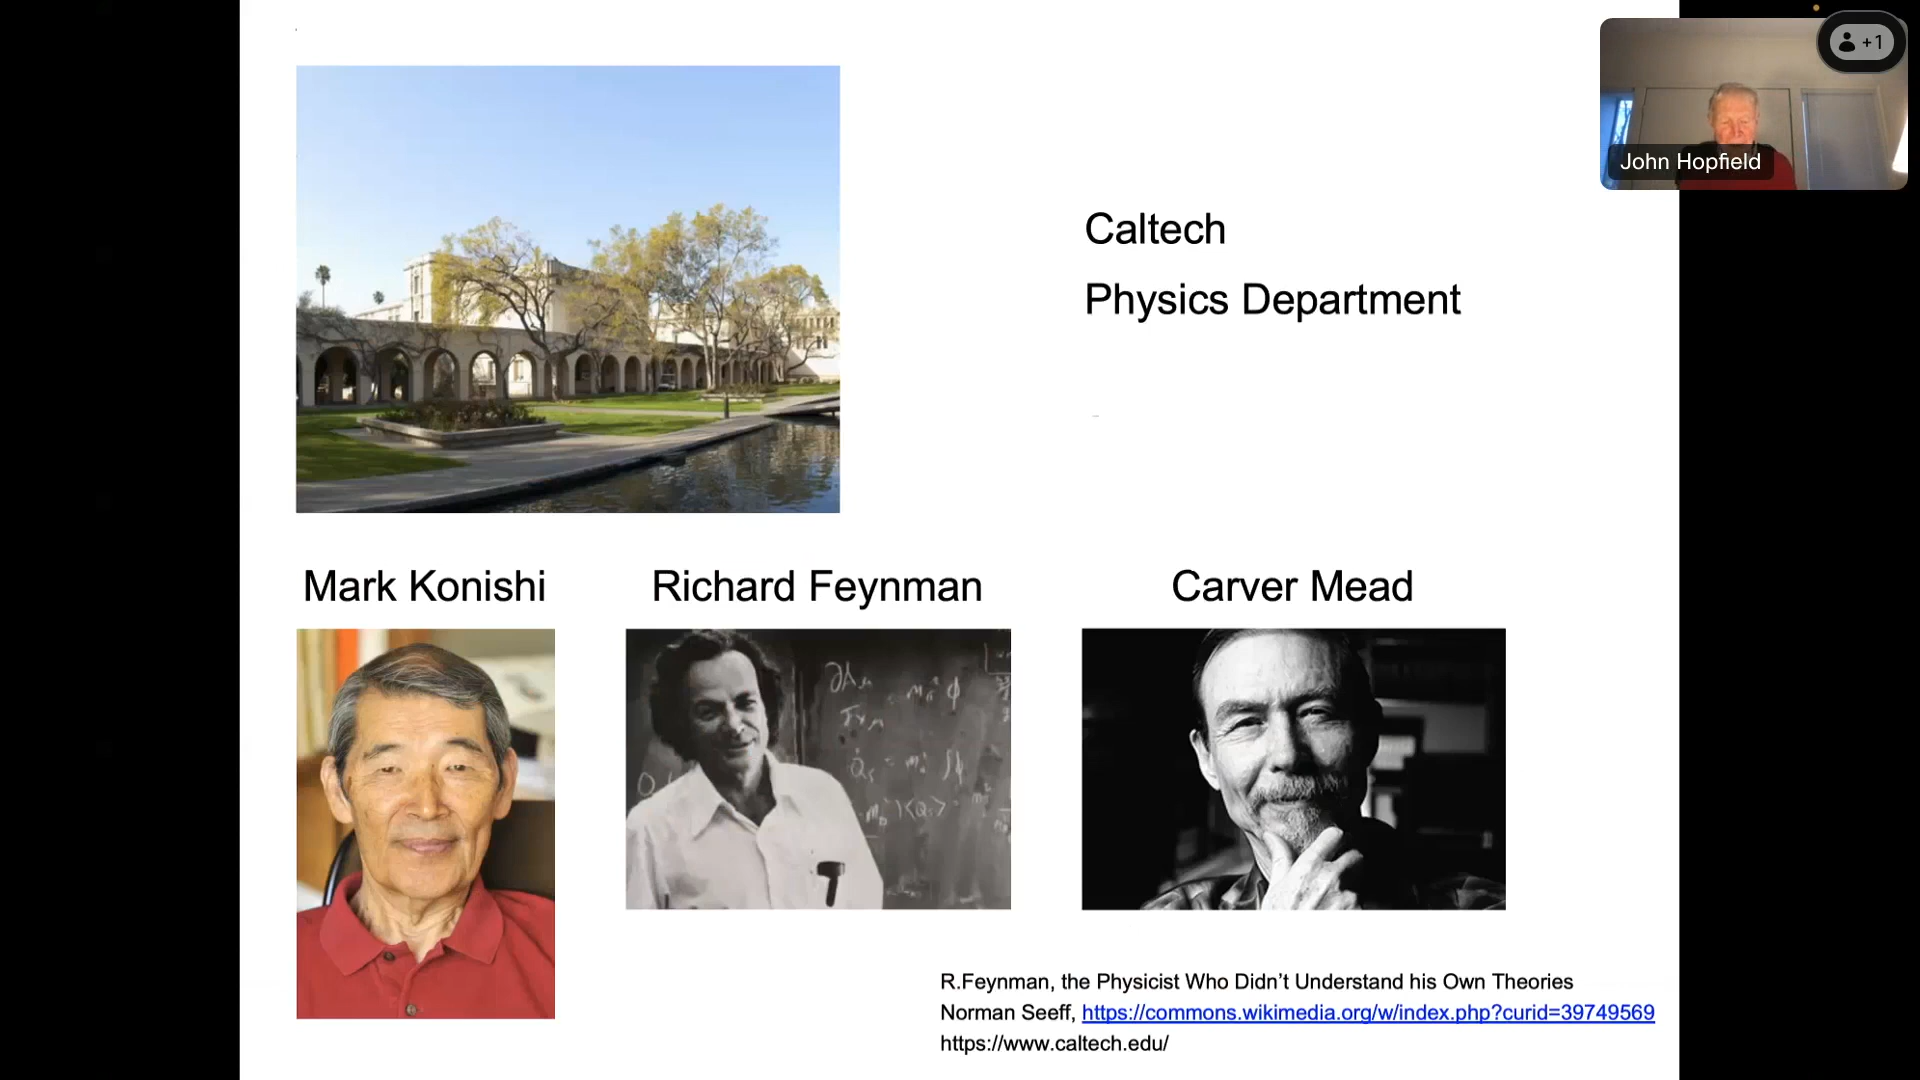 +1
John Hopfield
Caltech
Physics Department
Mark Konishi
Richard Feynman
Carver Mead
R.Feynman, the Physicist Who Didn’t Understand his Own Theories
Norman Seeff, https://commons.wikimedia.org/w/index.php?curid=39749569
https://www.caltech.edu/